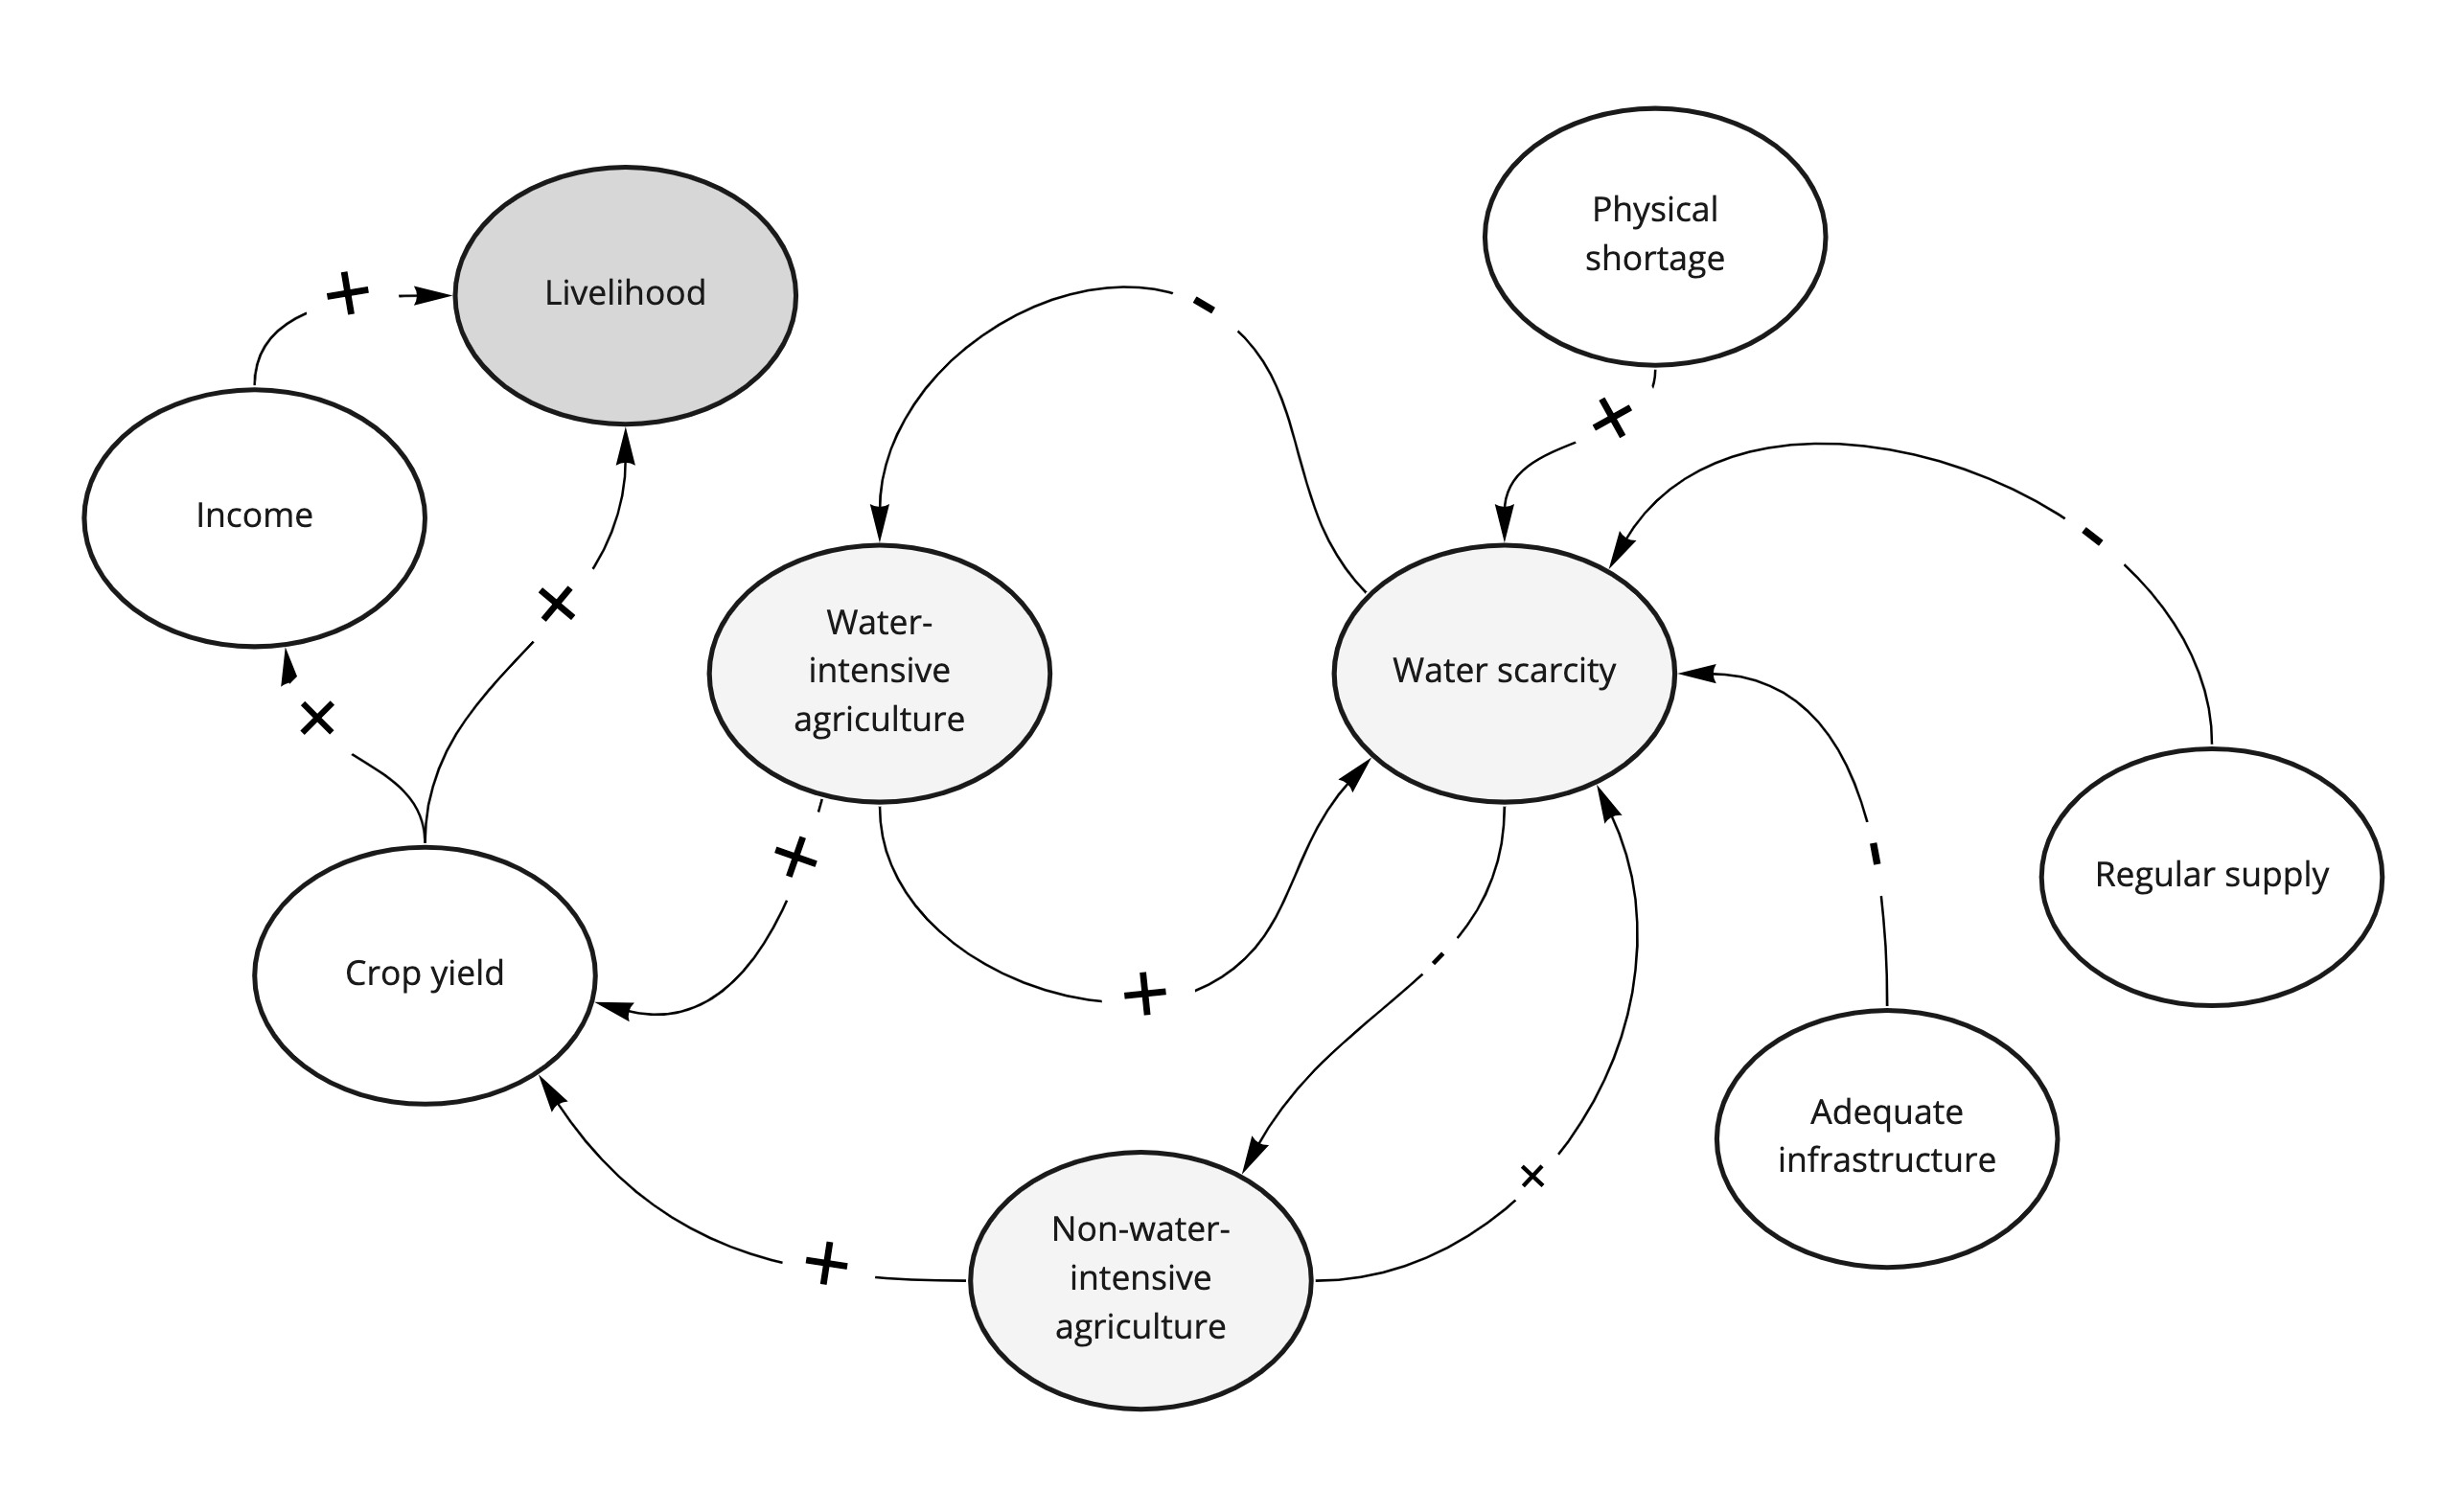 Physical
shortage
Livelihood
+
-
+
Income
-
+
Water-
intensive
agriculture
Water scarcity
+
+
-
Regular supply
Crop yield
-
+
Adequate
infrastructure
+
Non-water-
intensive
agriculture
+